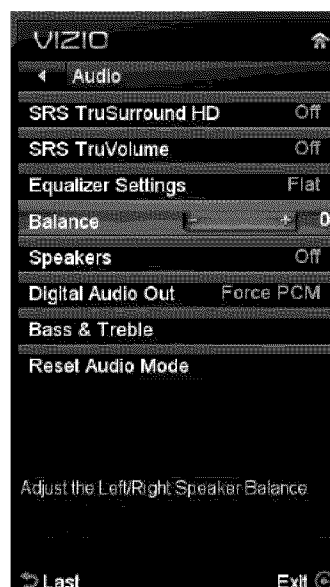 VIZIO
Audio
SRS TruSurround HD Off
SRS TruVolume Off
Equalizer Settings Flat
Balance - + 0
Speakers Off
Digital Audio Out Force PCM
Bass & Treble
Reset Audio Mode
Adjust the Left/Right Speaker Balance
Last Exit